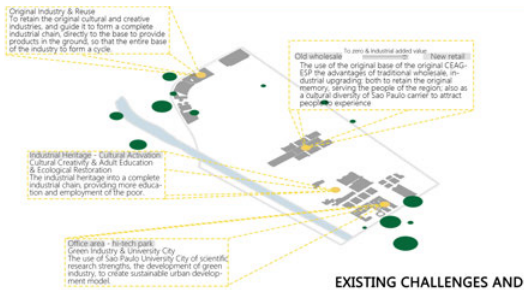 Original Industry & Reuse
To retain the original cultural and creative
industries, and guide it to form a complete
industrial chain, directly to the base to provide
products in the ground, so that the entire base
of the industry to form a cycle.
To zero & Industrial added value
Old wholesale New retail
The use of the original base of the original CEAG-
ESP the advantages of traditional wholesale, in-
dustrial upgrading: both to retain the original
memory, serving the people of the region; also as
a cultural diversity of Sao Paulo carrier to attract
people to experience
Industrial Heritage - Cultural Activation
Cultural Creativity & Adult Education
& Ecological Restoration
The industrial heritage into a complete
industrial chain, providing more educa-
tion and employment of the poor.
Office area - hi-tech park
Green Industry & University City
The use of Sao Paulo University City of scientific
research strengths, the development of green
industry, to create sustainable urban develop-
ment model.
EXISTING CHALLENGES AND